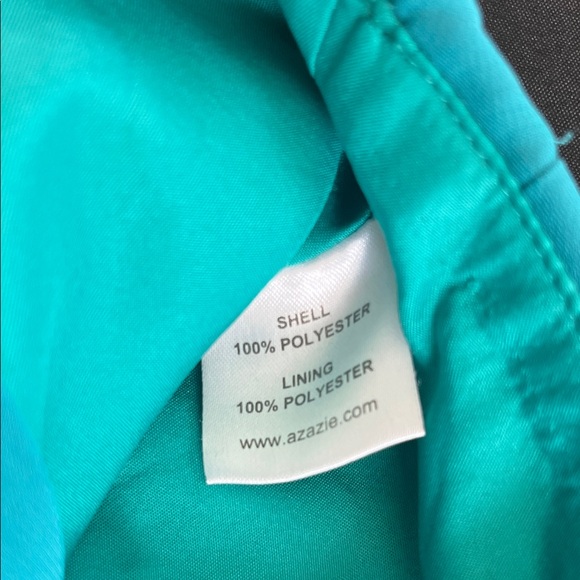 SHELL
100% POLYESTER
LINING
100% POLYESTER
www.azazie.com